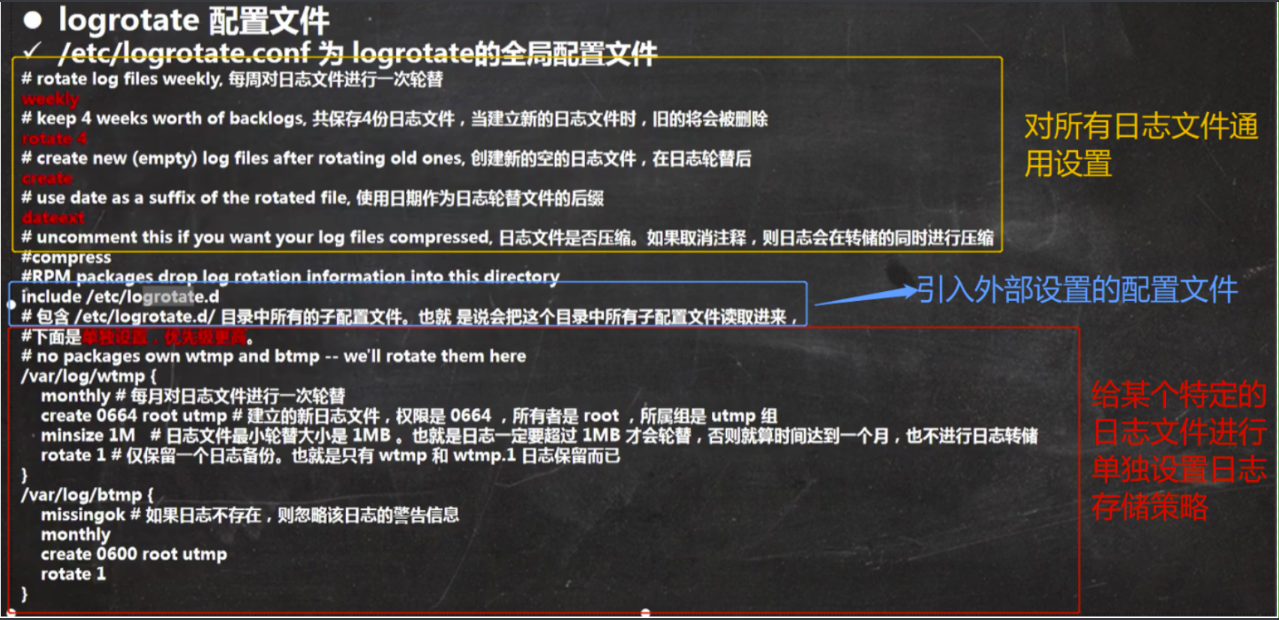 ● logrotate 配置文件
✓ /etc/logrotate.conf 为 logrotate的全局配置文件
# rotate log files weekly, 每周对日志文件进行一次轮替
weekly
# keep 4 weeks worth of backlogs, 共保存4份日志文件，当建立新的日志文件时，旧的将会被删除
rotate 4
# create new (empty) log files after rotating old ones, 创建新的空的日志文件，在日志轮替后
create
# use date as a suffix of the rotated file, 使用日期作为日志轮替文件的后缀
dateext
# uncomment this if you want your log files compressed, 日志文件是否压缩。如果取消注释，则日志会在转储的同时进行压缩
#compress
#RPM packages drop log rotation information into this directory
include /etc/logrotate.d
# 包含 /etc/logrotate.d/ 目录中所有的子配置文件。也就 是说会把这个目录中所有子配置文件读取进来，
#下面是单独设置，优先级更高。
# no packages own wtmp and btmp -- we'll rotate them here
/var/log/wtmp {
monthly # 每月对日志文件进行一次轮替
create 0664 root utmp # 建立的新日志文件，权限是 0664 ，所有者是 root ，所属组是 utmp 组
minsize 1M # 日志文件最小轮替大小是 1MB 。也就是日志一定要超过 1MB 才会轮替，否则就算时间达到一个月，也不进行日志转储
rotate 1 # 仅保留一个日志备份。也就是只有 wtmp 和 wtmp.1 日志保留而已
}
/var/log/btmp {
missingok # 如果日志不存在，则忽略该日志的警告信息
monthly
create 0600 root utmp
rotate 1
}
对所有日志文件通
用设置
引入外部设置的配置文件
给某个特定的
日志文件进行
单独设置日志
存储策略